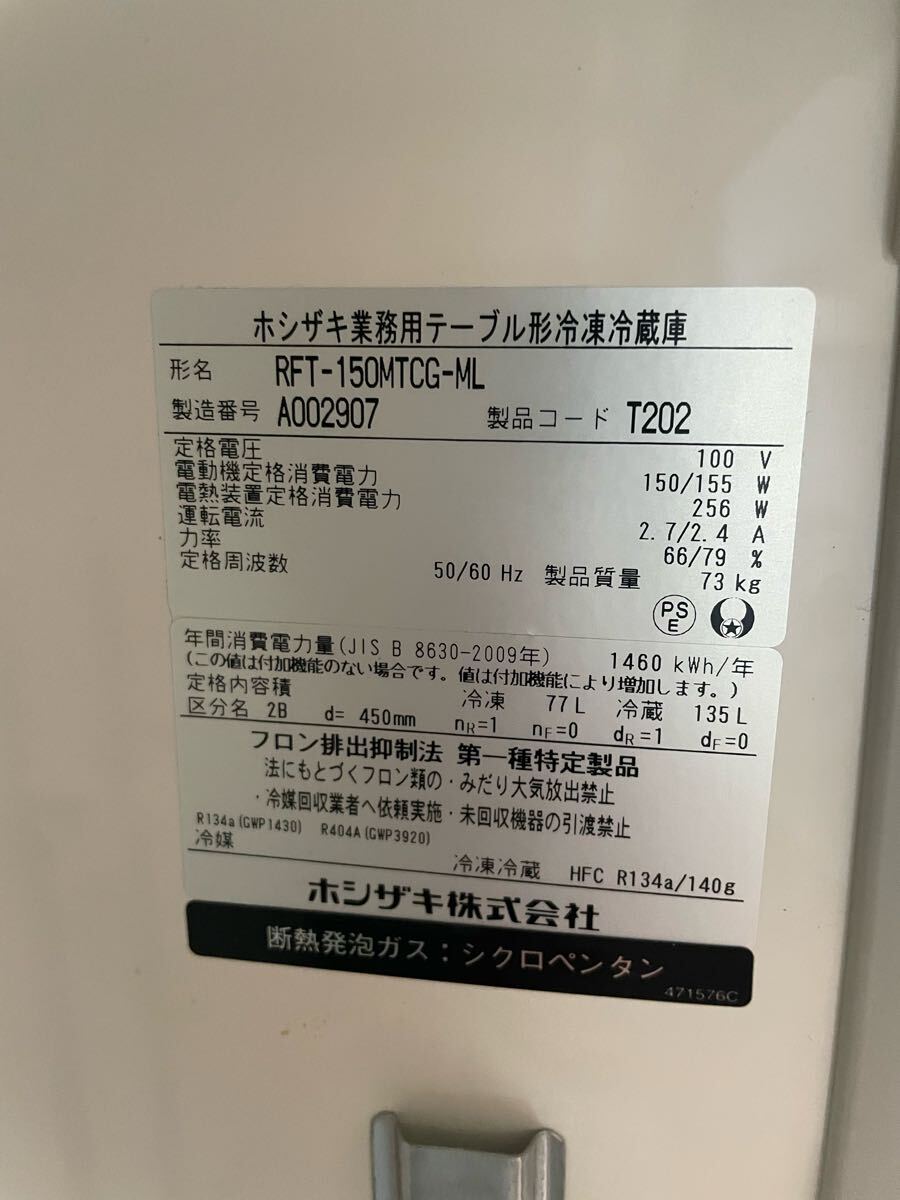 ホシザキ業務用テーブル形冷凍冷蔵庫
形名 RFT-150MTCG-ML
製造番号 A002907 製品コード T202
定格電圧 100 V
電動機定格消費電力 150/155 W
電熱装置定格消費電力 256 W
運転電流 2.7/2.4 A
力率 66/79 %
定格周波数 50/60 Hz 製品質量 73 kg
PS
E
年間消費電力量(JIS B 8630-2009年) 1460 kWh/年
(この値は付加機能のない場合です。値は付加機能により増加します。)
定格内容積 冷凍 77L 冷蔵 135L
区分名 2B d= 450mm nR=1 nF=0 dR=1 dF=0
フロン排出抑制法 第一種特定製品
法にもとづくフロン類の・みだり大気放出禁止
・冷媒回収業者へ依頼実施・未回収機器の引渡禁止
R134a(GWP1430) R404A(GWP3920)
冷媒 冷凍冷蔵 HFC R134a/140g
ホシザキ株式会社
断熱発泡ガス：シクロペンタン
471576C